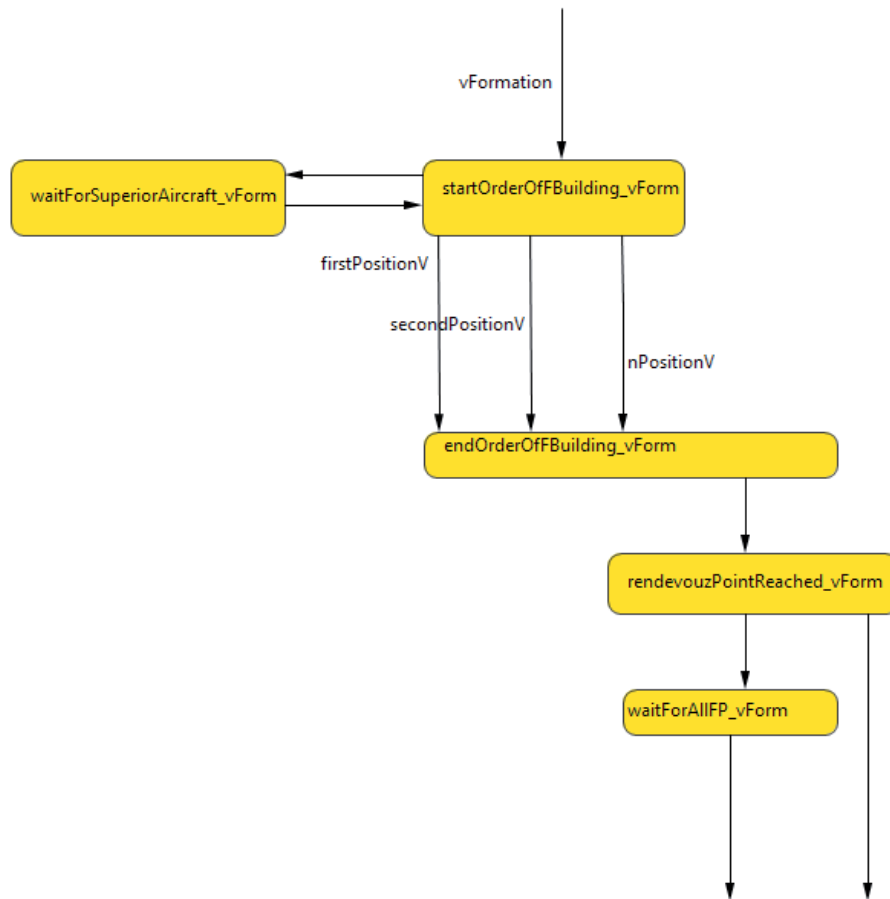 vFormation
waitForSuperiorAircraft_vForm
startOrderOfFBuilding_vForm
firstPositionV
secondPositionV
nPositionV
endOrderOfFBuilding_vForm
rendevouzPointReached_vForm
waitForAllFP_vForm